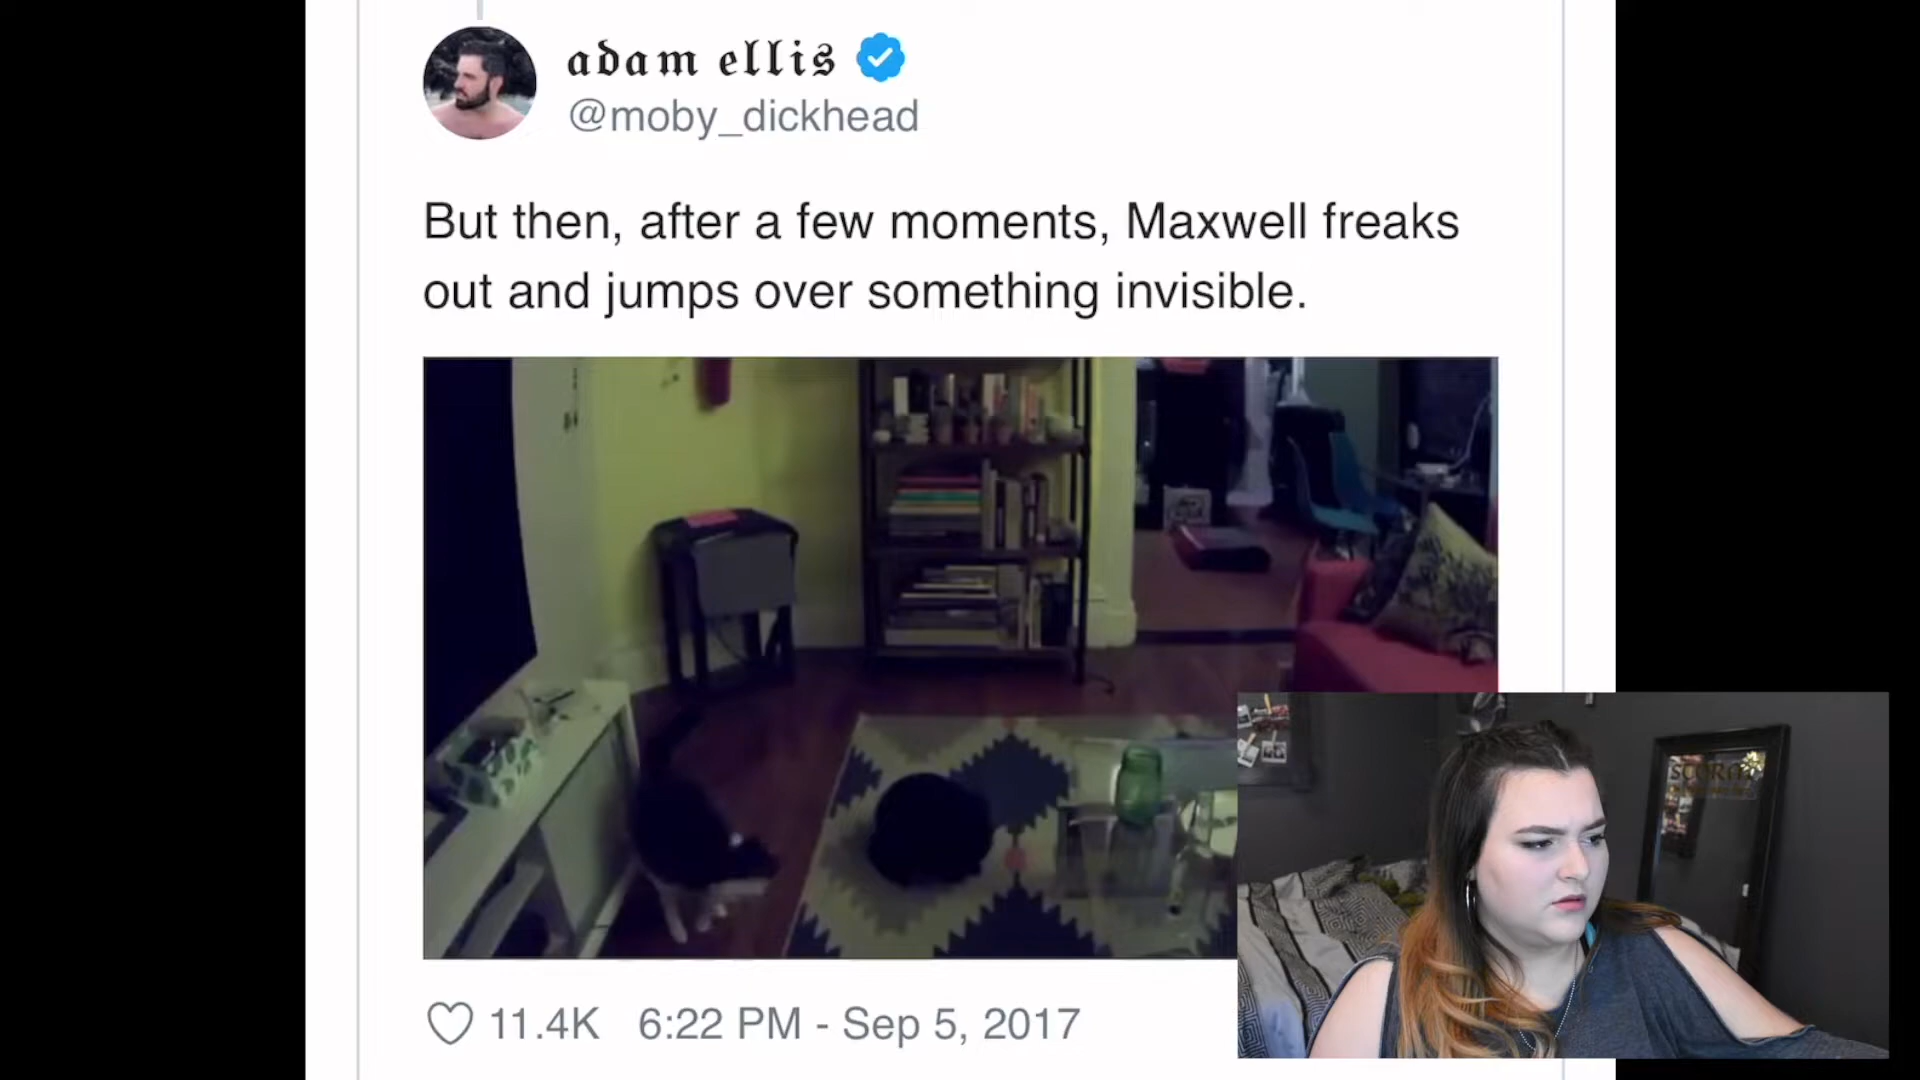 adam ellis
@moby_dickhead
But then, after a few moments, Maxwell freaks
out and jumps over something invisible.
11.4K 6:22 PM - Sep 5, 2017